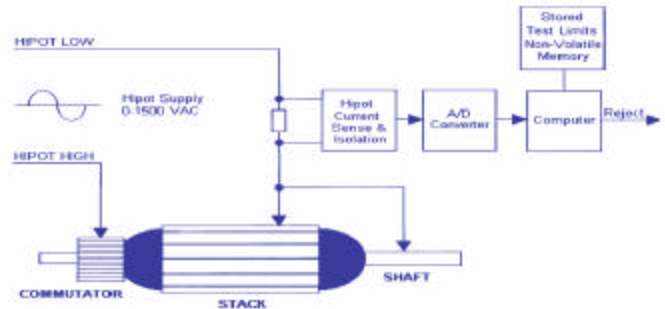 HIPOT LOW
Hipot Supply
0-1500 VAC
HIPOT HIGH
Hipot
Current
Sense &
Isolation
A/D
Converter
Stored
Test Limits
Non-Volatile
Memory
Computer
Reject
COMMUTATOR
STACK
SHAFT